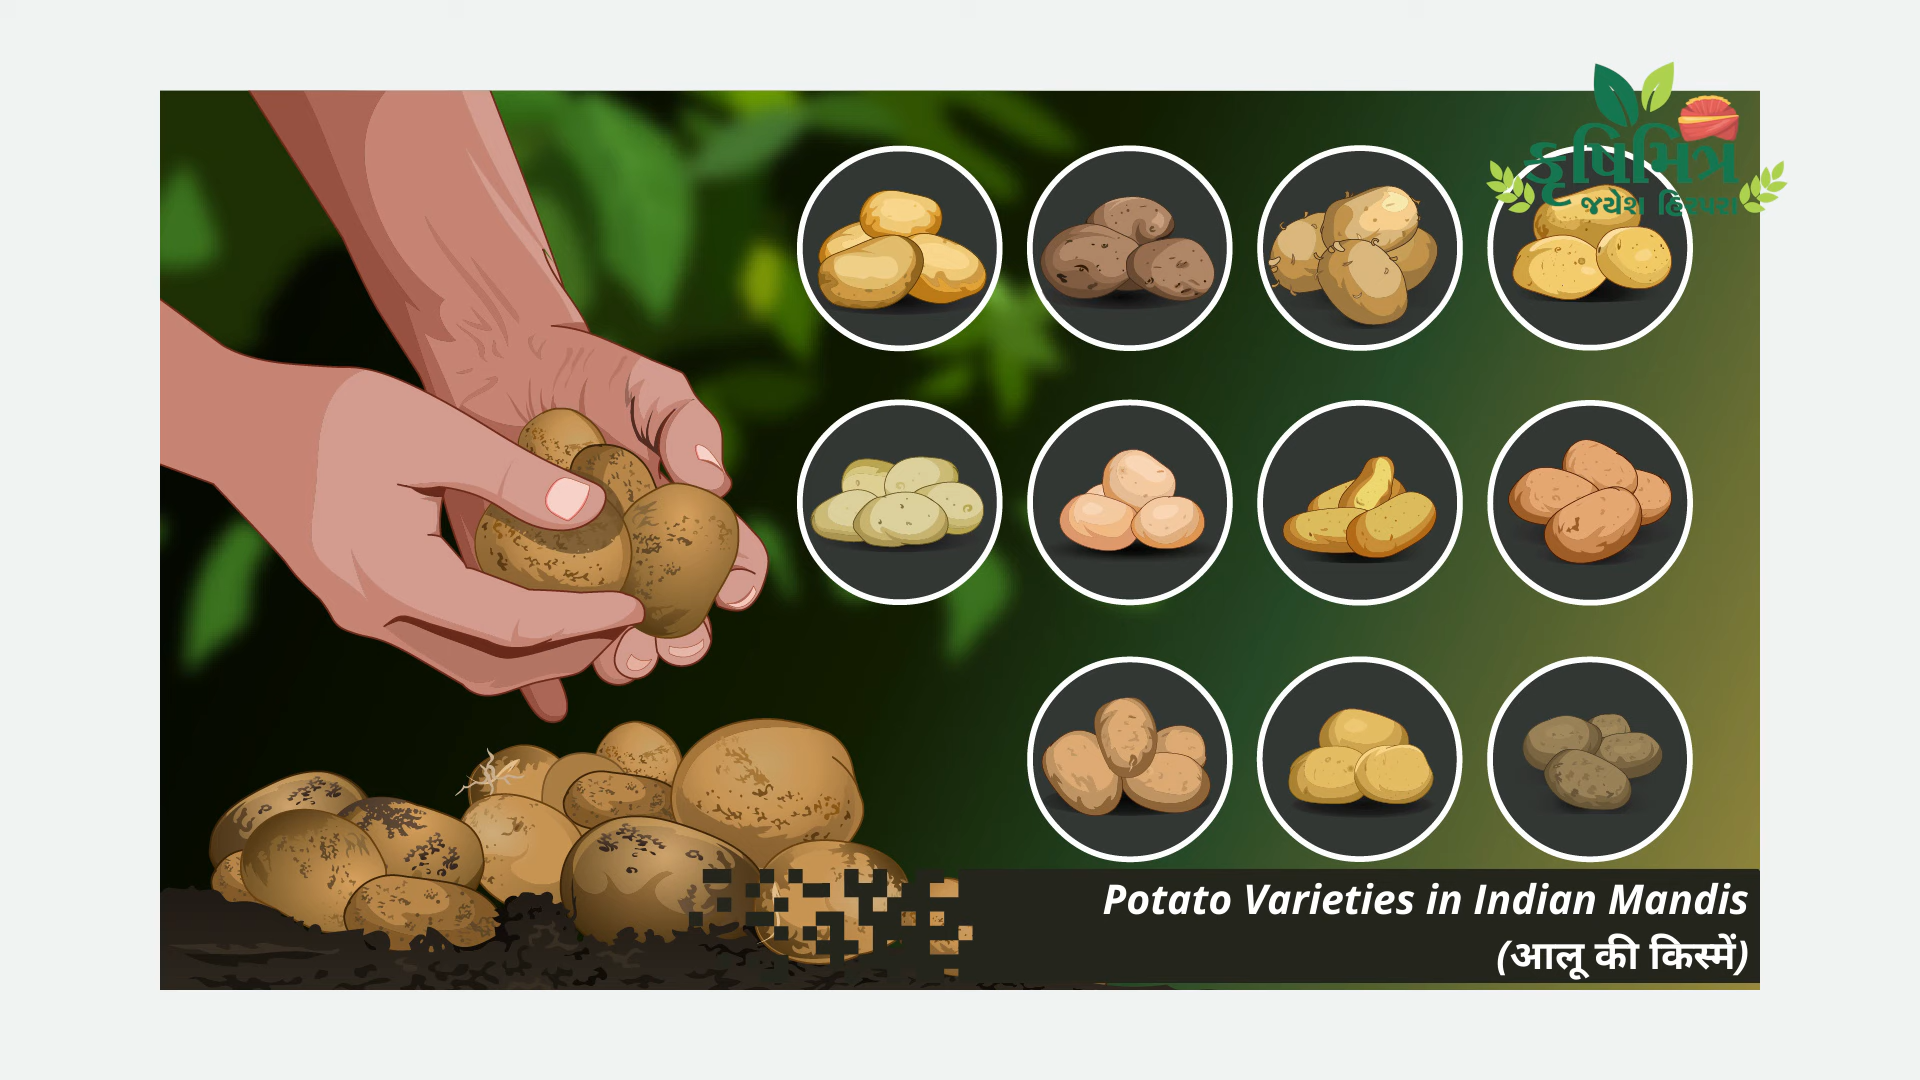 કૃષિમિત્ર
જયેશ હિરપરા
Potato Varieties in Indian Mandis
(आलू की किस्में)